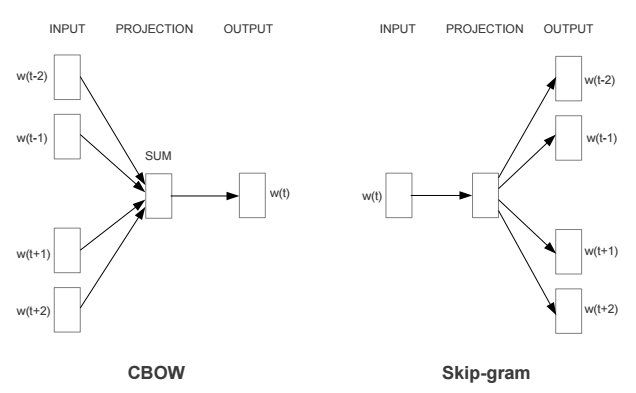 INPUT PROJECTION OUTPUT
w(t-2)
w(t-1)
SUM
w(t)
w(t+1)
w(t+2)
CBOW
INPUT PROJECTION OUTPUT
w(t-2)
w(t-1)
w(t)
w(t+1)
w(t+2)
Skip-gram